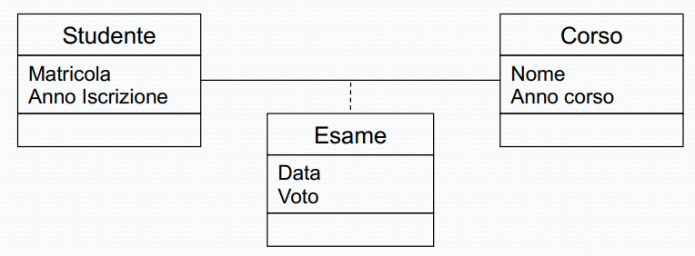 Studente
Matricola
Anno Iscrizione
Corso
Nome
Anno corso
Esame
Data
Voto